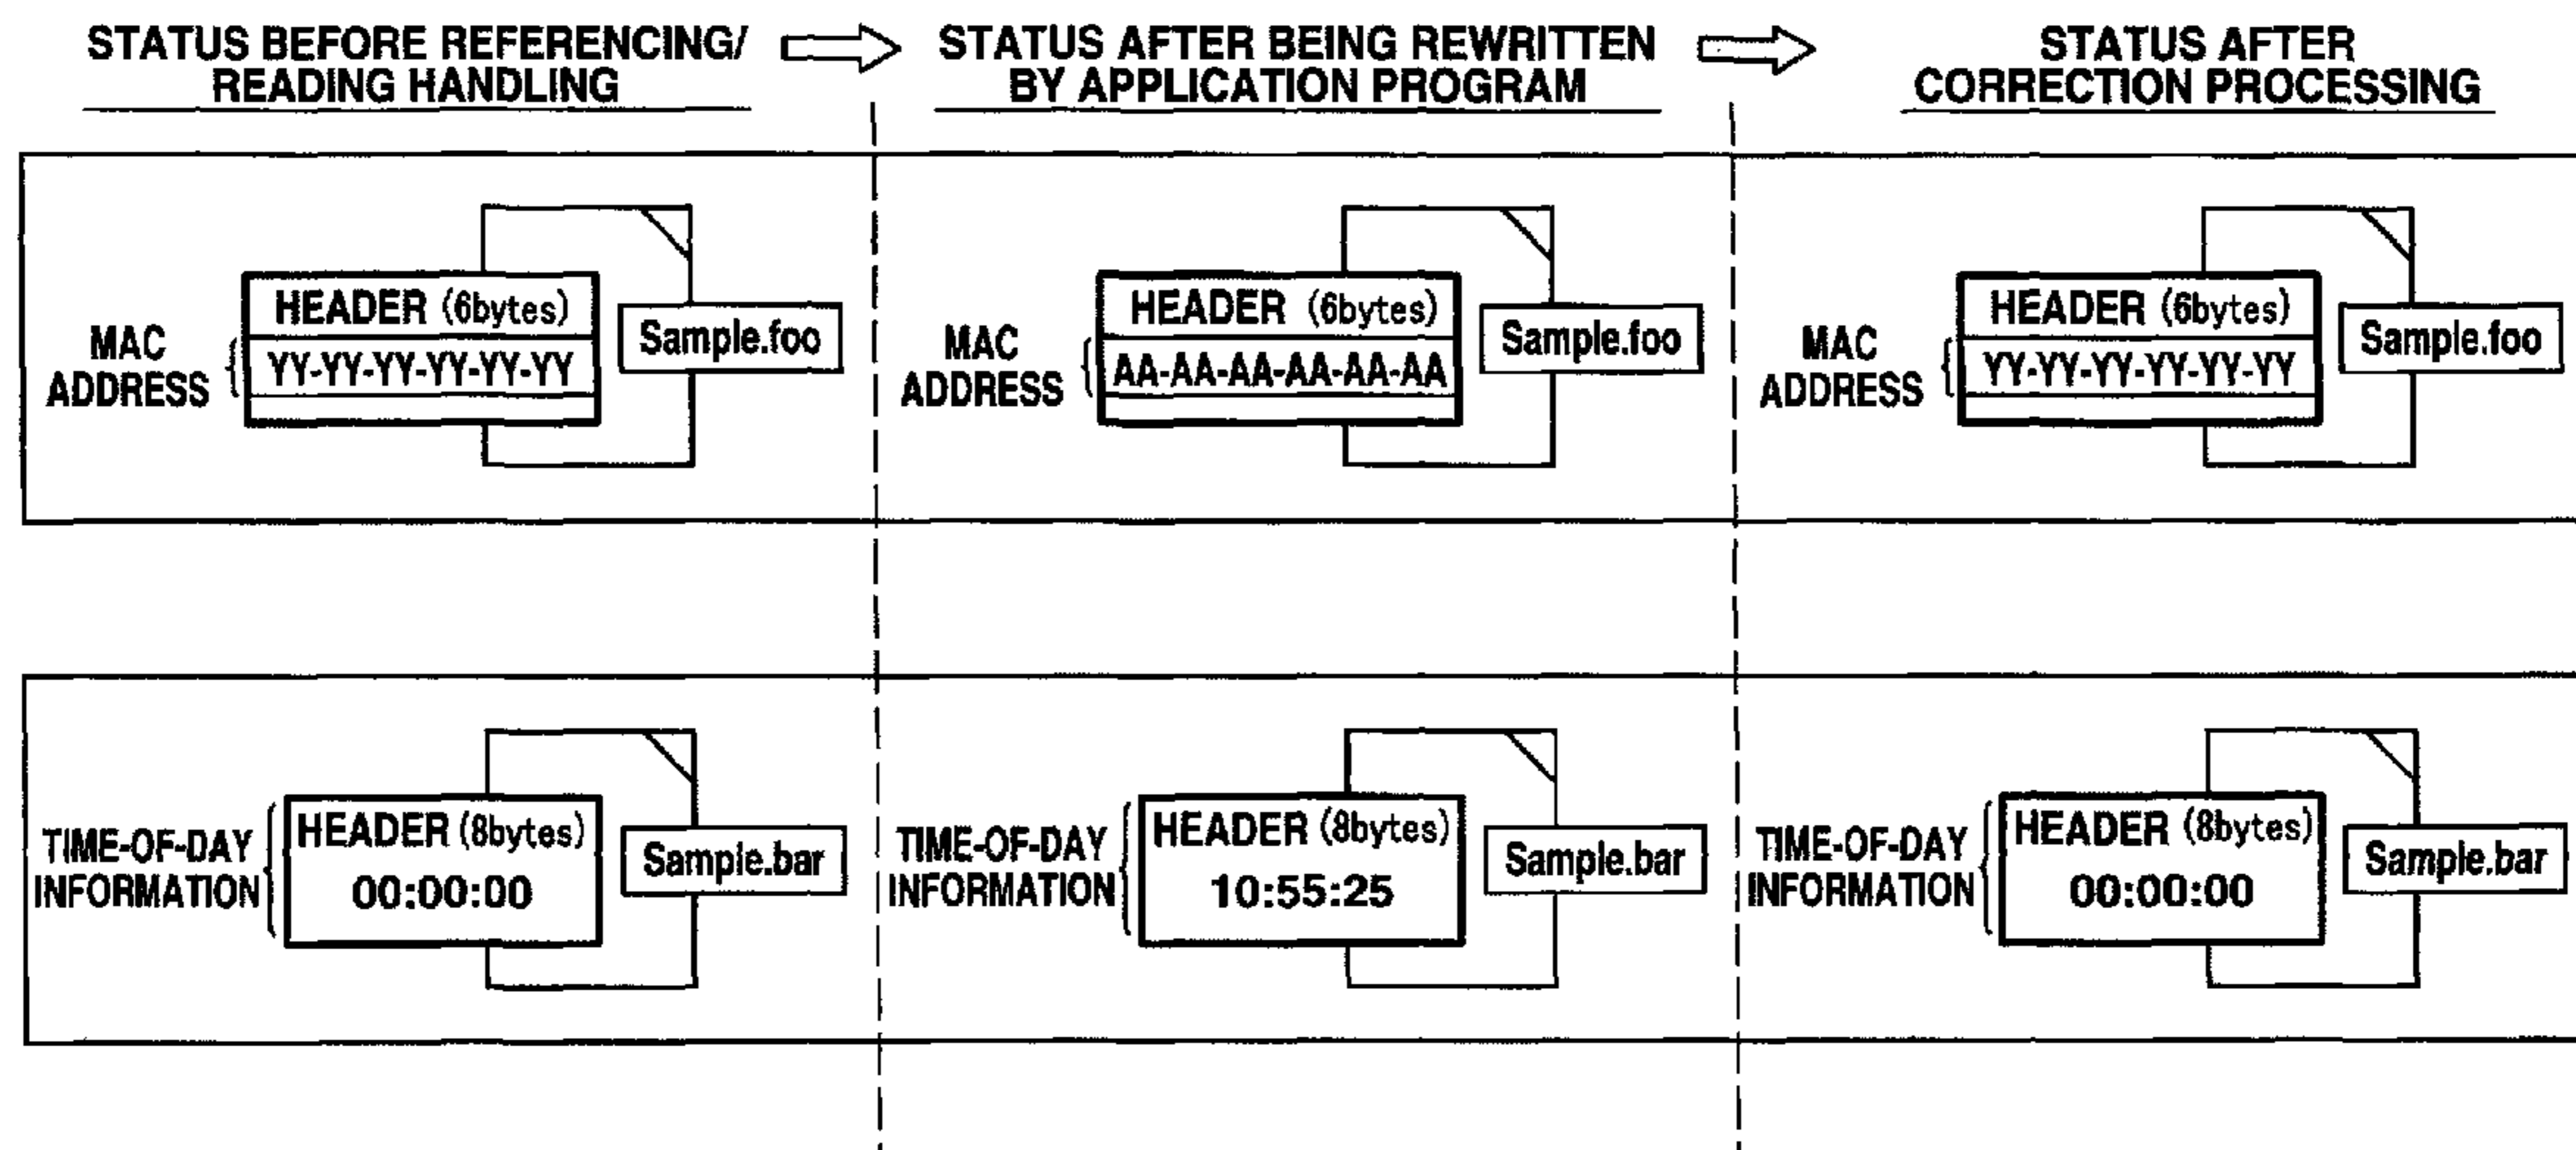 STATUS BEFORE REFERENCING/
READING HANDLING
STATUS AFTER BEING REWRITTEN
BY APPLICATION PROGRAM
STATUS AFTER
CORRECTION PROCESSING
MAC
ADDRESS
HEADER (6bytes)
YY-YY-YY-YY-YY-YY
Sample.foo
MAC
ADDRESS
HEADER (6bytes)
AA-AA-AA-AA-AA-AA
Sample.foo
MAC
ADDRESS
HEADER (6bytes)
YY-YY-YY-YY-YY-YY
Sample.foo
TIME-OF-DAY
INFORMATION
HEADER (8bytes)
00:00:00
Sample.bar
TIME-OF-DAY
INFORMATION
HEADER (8bytes)
10:55:25
Sample.bar
TIME-OF-DAY
INFORMATION
HEADER (8bytes)
00:00:00
Sample.bar